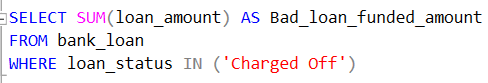 SELECT SUM(loan_amount) AS Bad_loan_funded_amount
FROM bank_loan
WHERE loan_status IN ('Charged Off')